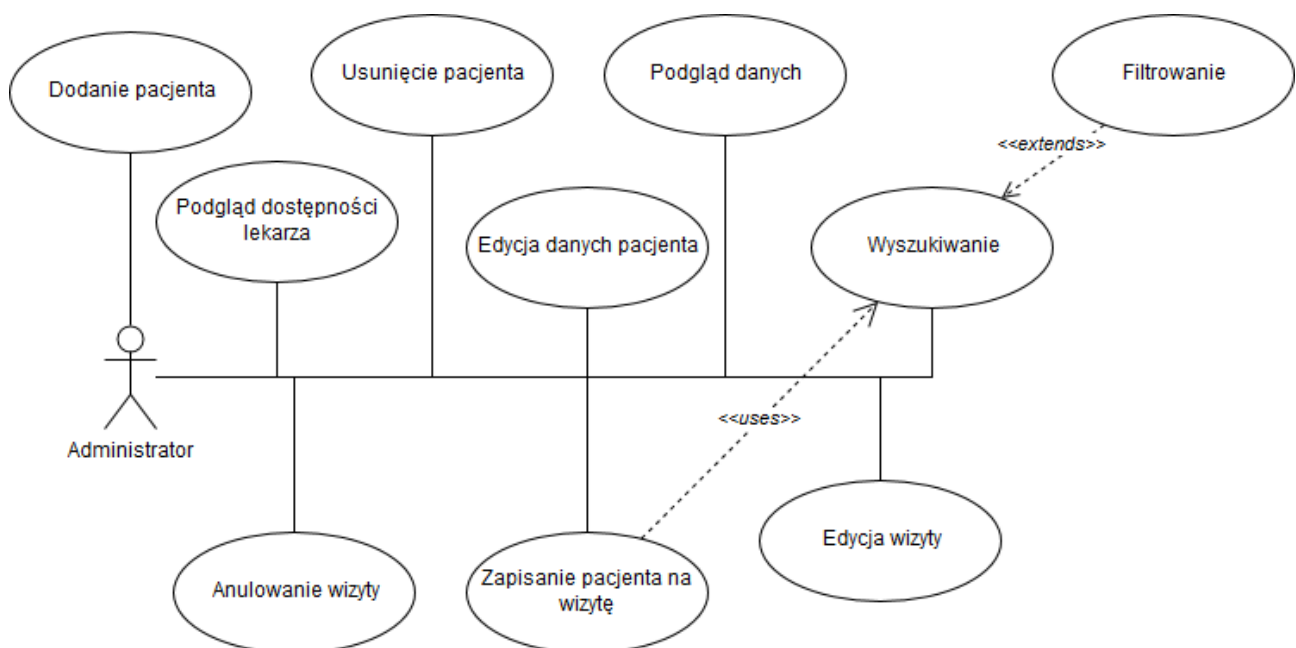 Dodanie pacjenta
Usunięcie pacjenta
Podgląd danych
Filtrowanie
<<extends>>
Podgląd dostępności
lekarza
Edycja danych pacjenta
Wyszukiwanie
<<uses>>
Administrator
Anulowanie wizyty
Zapisanie pacjenta na
wizytę
Edycja wizyty